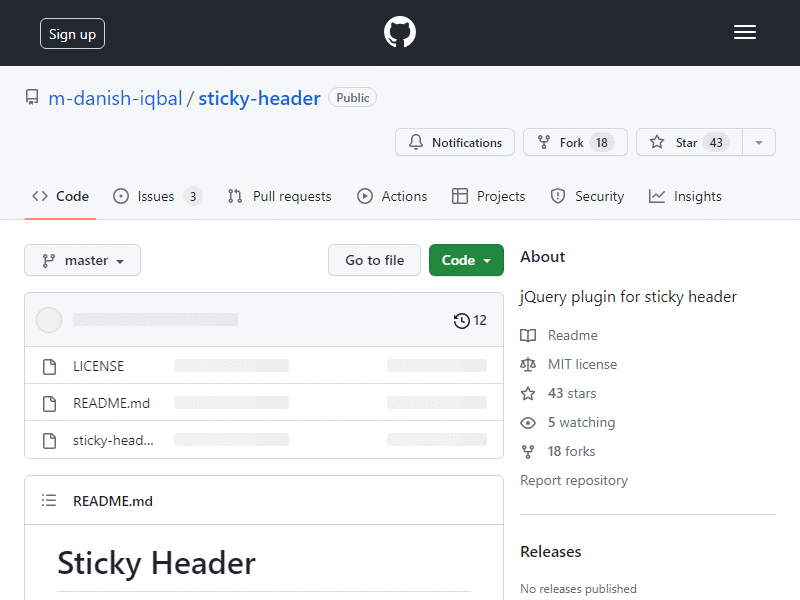 Sign up
m-danish-iqbal / sticky-header Public
Notifications Fork 18 Star 43
Code Issues 3 Pull requests Actions Projects Security Insights
master Go to file Code
12
LICENSE
README.md
sticky-head...
README.md
Sticky Header
About
jQuery plugin for sticky header
Readme
MIT license
43 stars
5 watching
18 forks
Report repository
Releases
No releases published